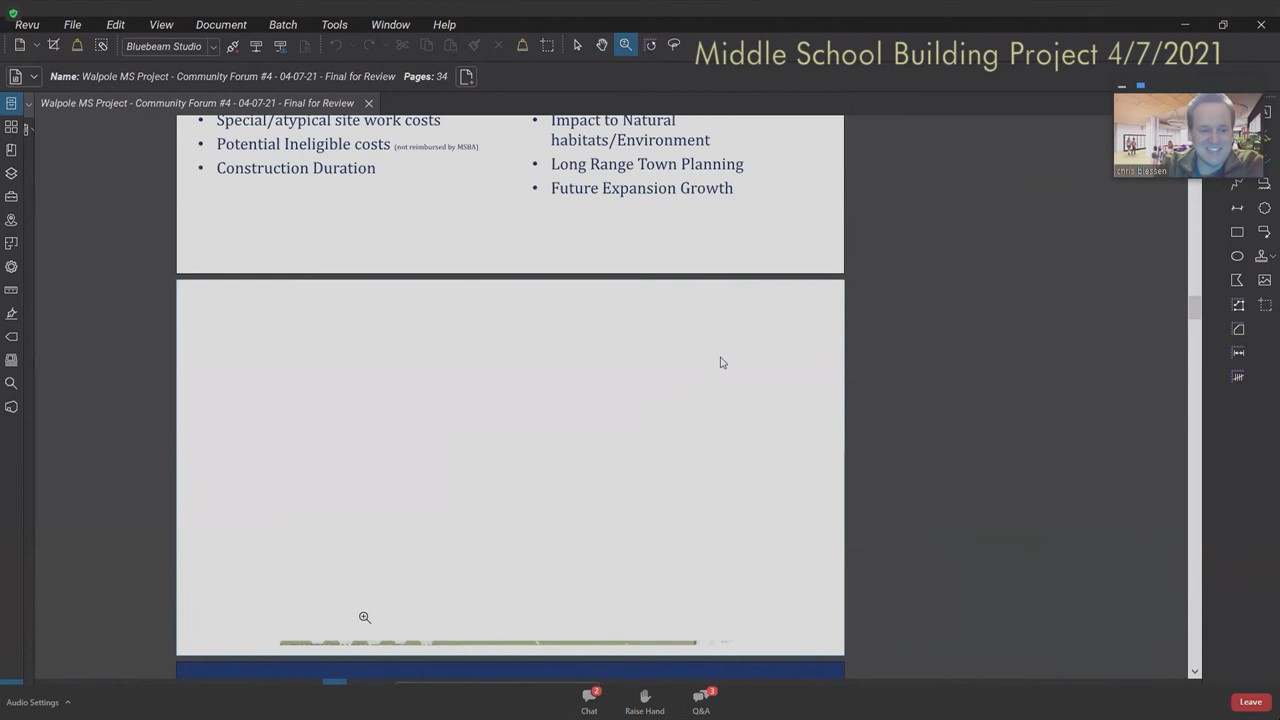 Revu File Edit View Document Batch Tools Window Help
Bluebeam Studio
Middle School Building Project 4/7/2021
Name: Walpole MS Project - Community Forum #4 - 04-07-21 - Final for Review Pages: 34
Walpole MS Project - Community Forum #4 - 04-07-21 - Final for Review
• Special/atypical site work costs
• Potential Ineligible costs (not reimbursed by MSBA)
• Construction Duration
• Impact to Natural
habitats/Environment
• Long Range Town Planning
• Future Expansion Growth
chris blessen
Audio Settings
2
Chat
Raise Hand
3
Q&A
Leave